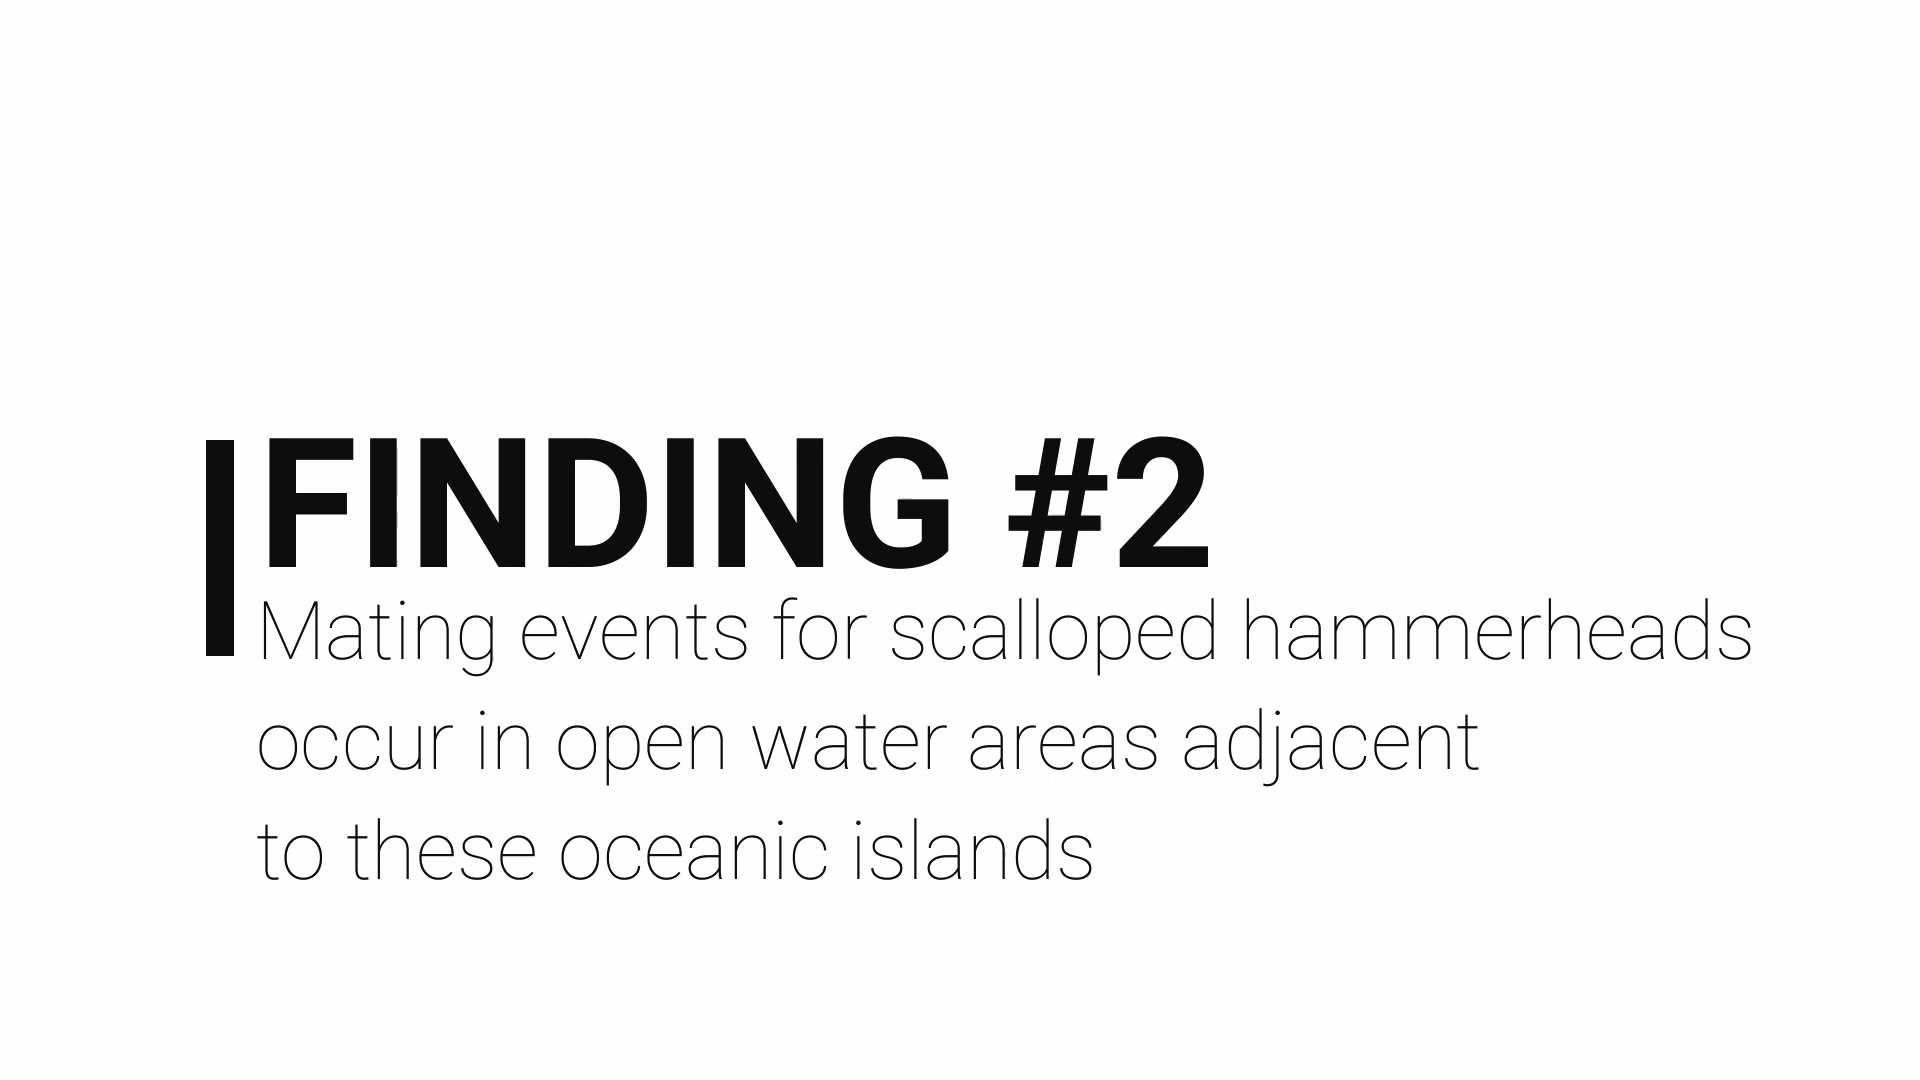 FINDING #2
Mating events for scalloped hammerheads
occur in open water areas adjacent
to these oceanic islands